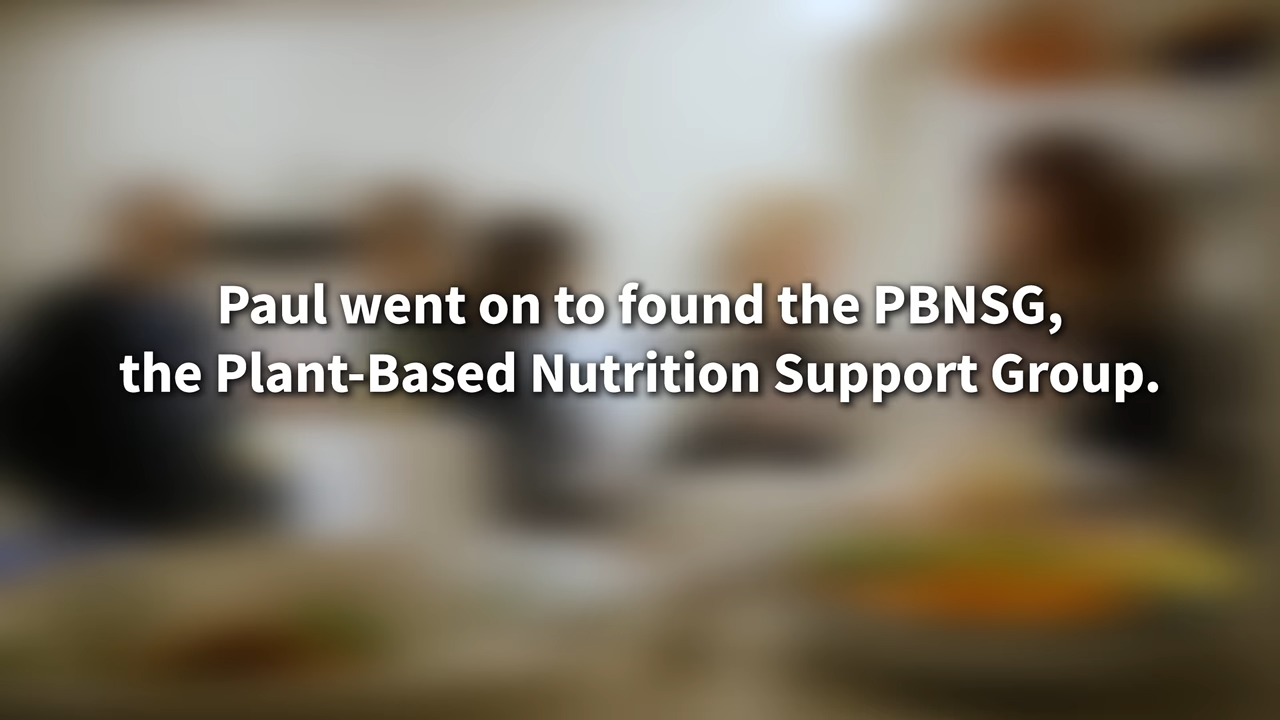 Paul went on to found the PBNSG,
the Plant-Based Nutrition Support Group.